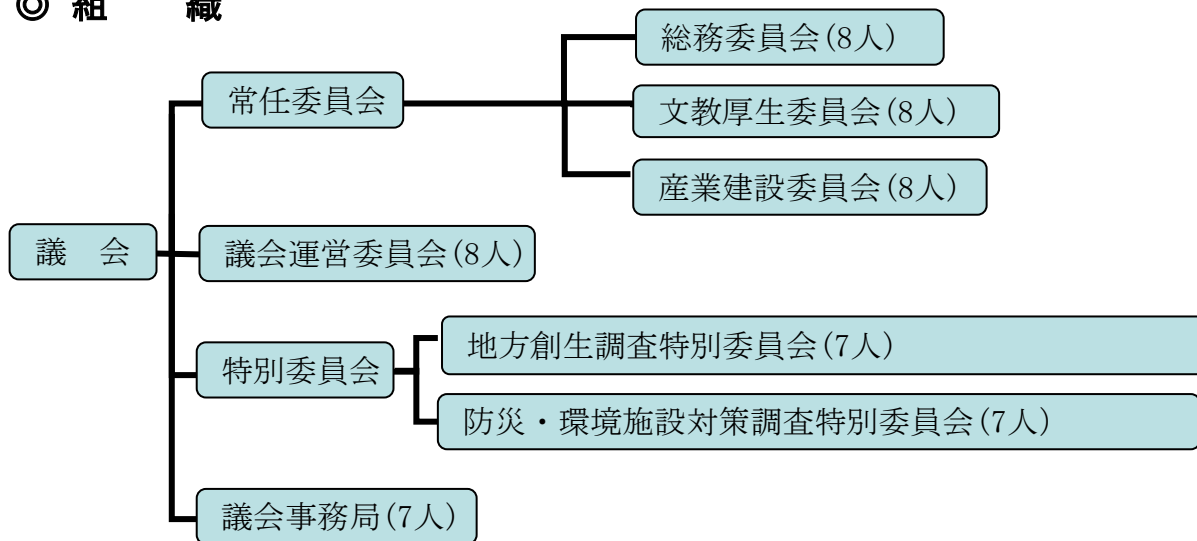 ◎ 組　　織
総務委員会(8人)
常任委員会
文教厚生委員会(8人)
産業建設委員会(8人)
議　会
議会運営委員会(8人)
地方創生調査特別委員会(7人)
特別委員会
防災・環境施設対策調査特別委員会(7人)
議会事務局(7人)